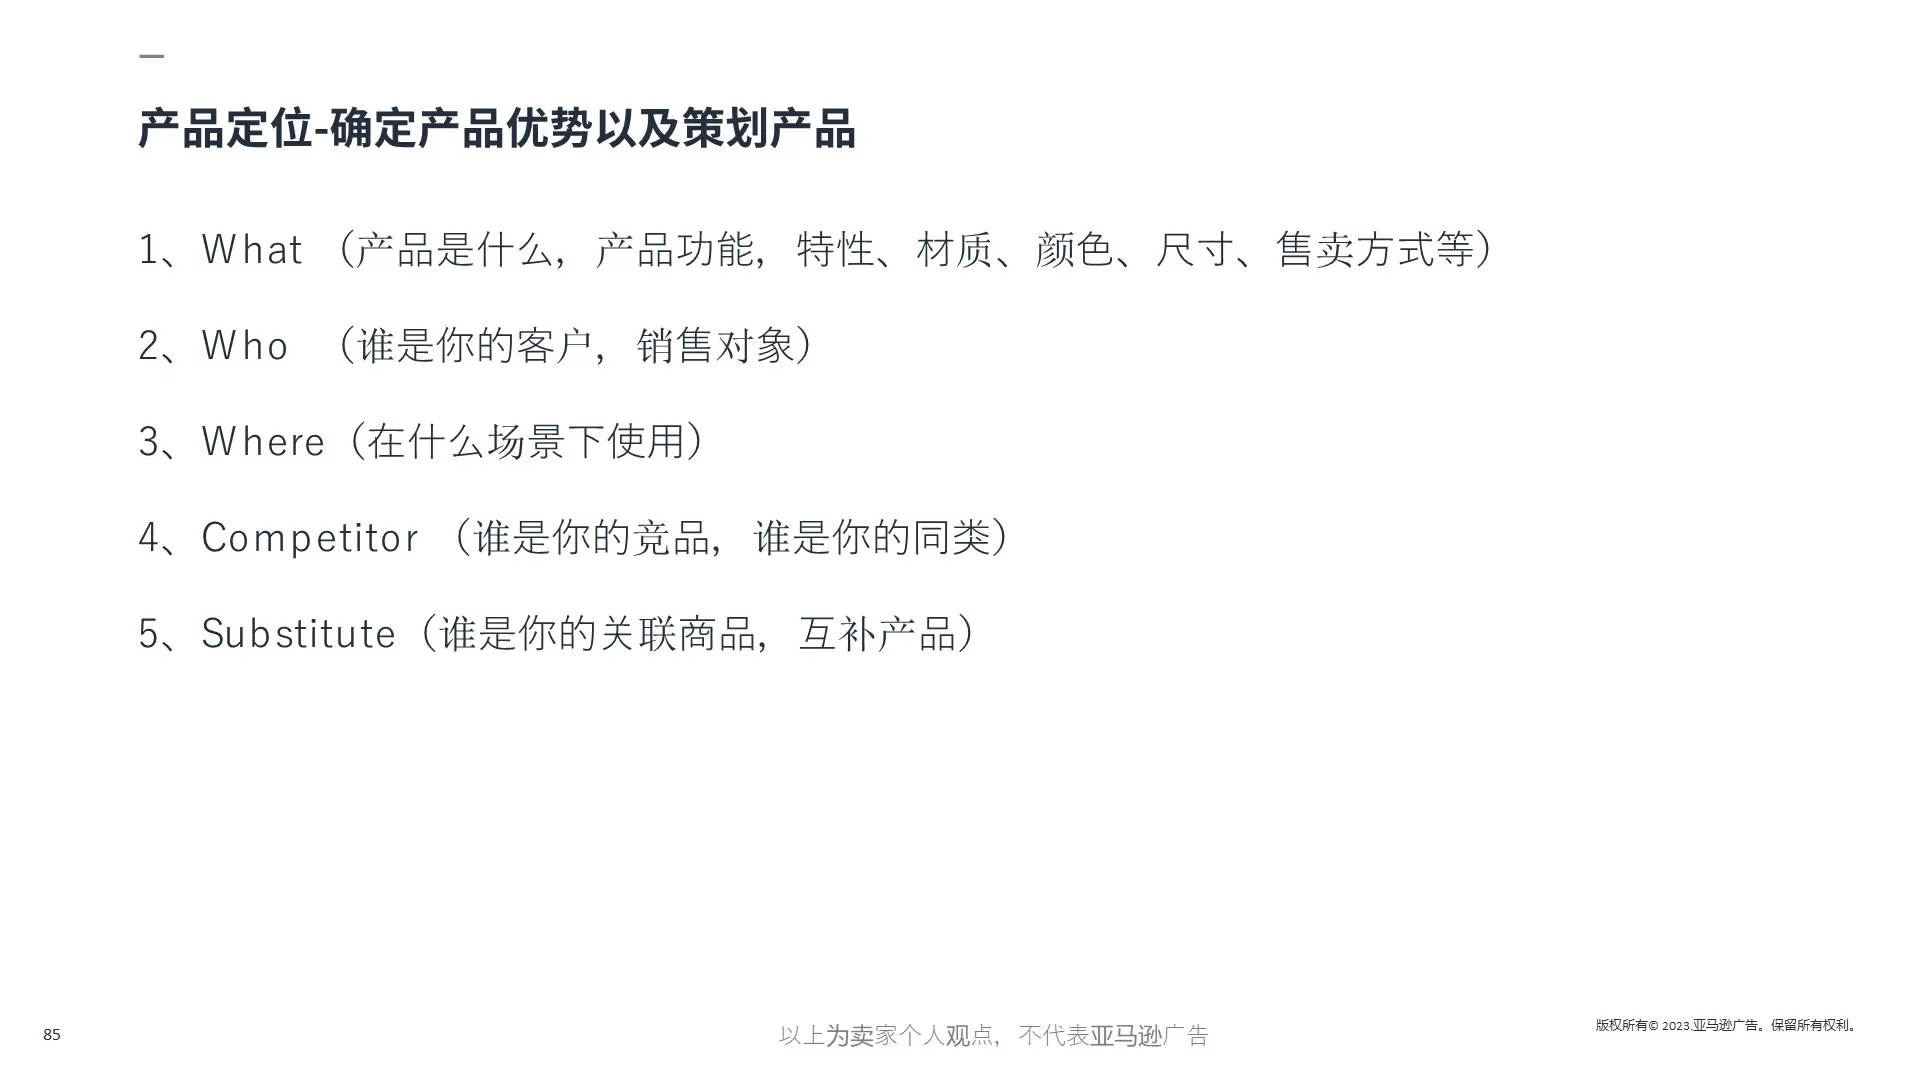 产品定位-确定产品优势以及策划产品
1、What （产品是什么，产品功能，特性、材质、颜色、尺寸、售卖方式等）
2、Who （谁是你的客户，销售对象）
3、Where（在什么场景下使用）
4、Competitor （谁是你的竞品，谁是你的同类）
5、Substitute（谁是你的关联商品，互补产品）
85
以上为卖家个人观点，不代表亚马逊广告
版权所有© 2023.亚马逊广告。保留所有权利。